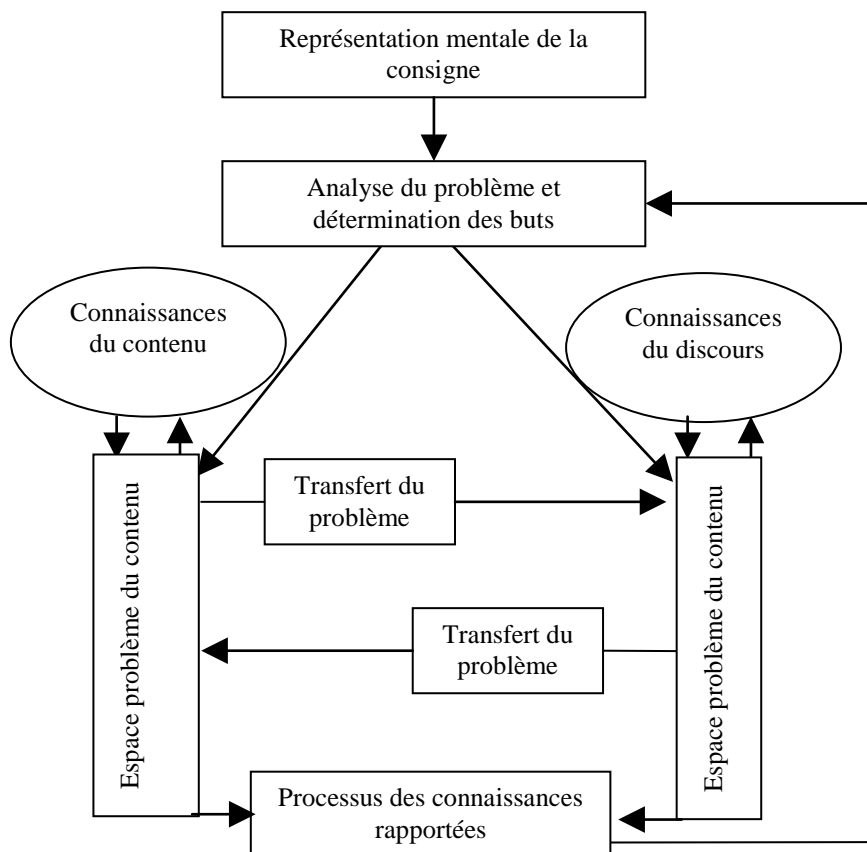 Représentation mentale de la
consigne
Analyse du problème et
détermination des buts
Connaissances
du contenu
Connaissances
du discours
Espace problème du contenu
Transfert du
problème
Espace problème du contenu
Transfert du
problème
Processus des connaissances
rapportées